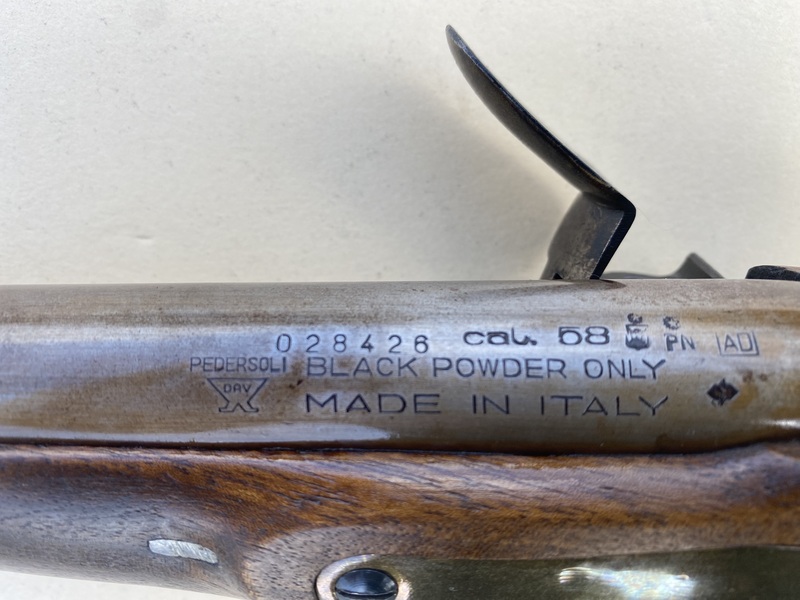 028426 cal. 58 PN AD
PEDERSOLI BLACK POWDER ONLY
DAV MADE IN ITALY